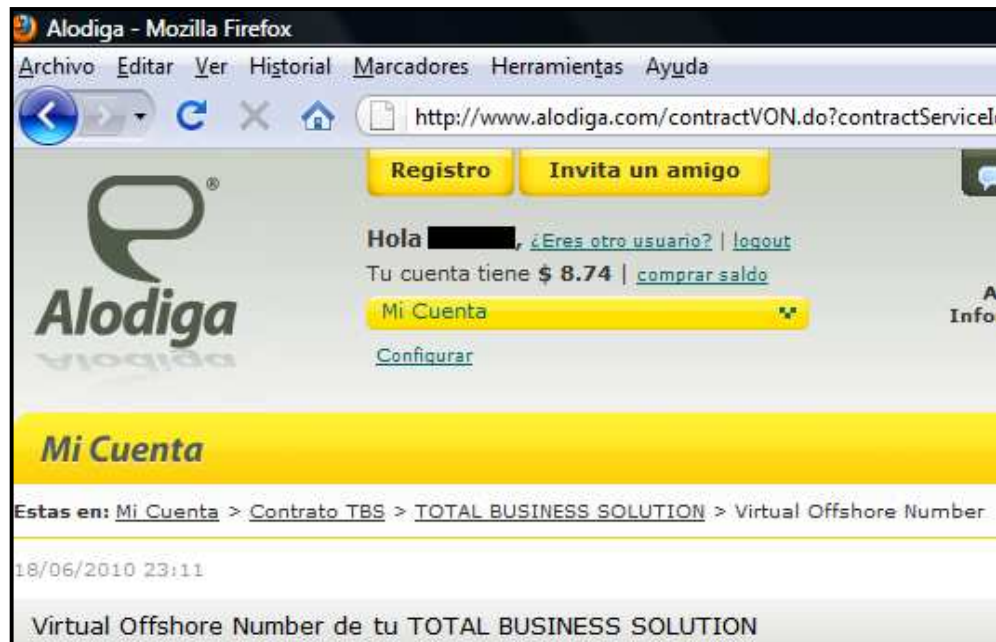 Alodiga - Mozilla Firefox
Archivo Editar Ver Historial Marcadores Herramientas Ayuda
http://www.alodiga.com/contractVON.do?contractServiceI
Registro Invita un amigo
Hola , ¿Eres otro usuario? | logout
Tu cuenta tiene $ 8.74 | comprar saldo
Mi Cuenta
Configurar
Alodiga®
A
Info
Mi Cuenta
Estas en: Mi Cuenta > Contrato TBS > TOTAL BUSINESS SOLUTION > Virtual Offshore Number
18/06/2010 23:11
Virtual Offshore Number de tu TOTAL BUSINESS SOLUTION